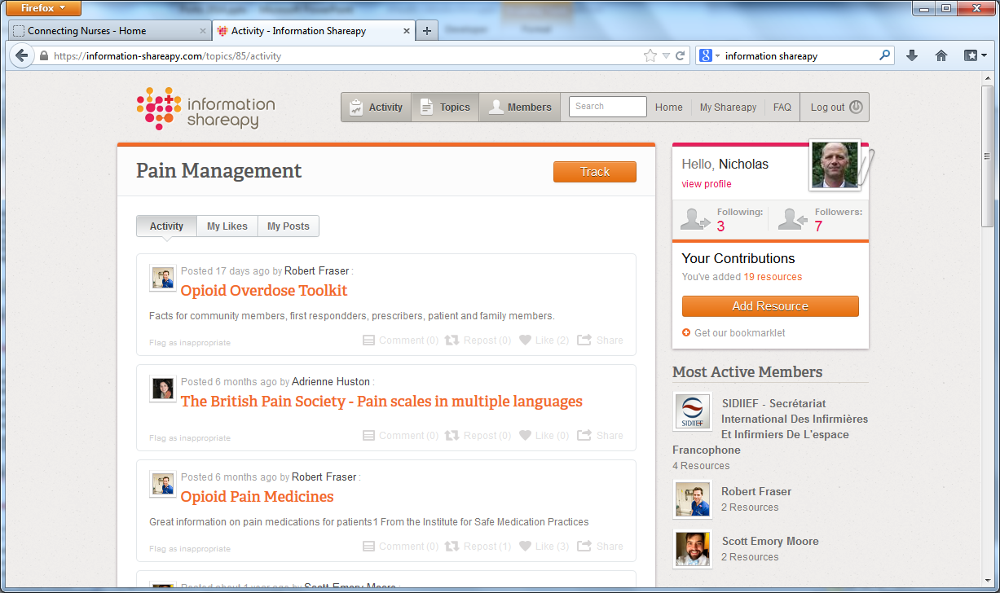 Firefox
Connecting Nurses - Home
Activity - Information Shareapy
https://information-shareapy.com/topics/85/activity
information shareapy
information
shareapy
Activity
Topics
Members
Search
Home
My Shareapy
FAQ
Log out
Pain Management
Track
Hello, Nicholas
view profile
Following:
3
Followers:
7
Activity
My Likes
My Posts
Posted 17 days ago by Robert Fraser :
Opioid Overdose Toolkit
Facts for community members, first respondders, prescribers, patient and family members.
Flag as inappropriate
Comment (0)
Repost (0)
Like (2)
Share
Posted 6 months ago by Adrienne Huston :
The British Pain Society - Pain scales in multiple languages
Flag as inappropriate
Comment (0)
Repost (0)
Like (0)
Share
Posted 6 months ago by Robert Fraser :
Opioid Pain Medicines
Great information on pain medications for patients1 From the Institute for Safe Medication Practices
Flag as inappropriate
Comment (0)
Repost (1)
Like (3)
Share
Posted about 1 year ago by Scott Emory Moore :
Your Contributions
You've added 19 resources
Add Resource
Get our bookmarklet
Most Active Members
SIDIIEF
SIDIIEF - Secrétariat
International Des Infirmières
Et Infirmiers De L'espace
Francophone
4 Resources
Robert Fraser
2 Resources
Scott Emory Moore
2 Resources